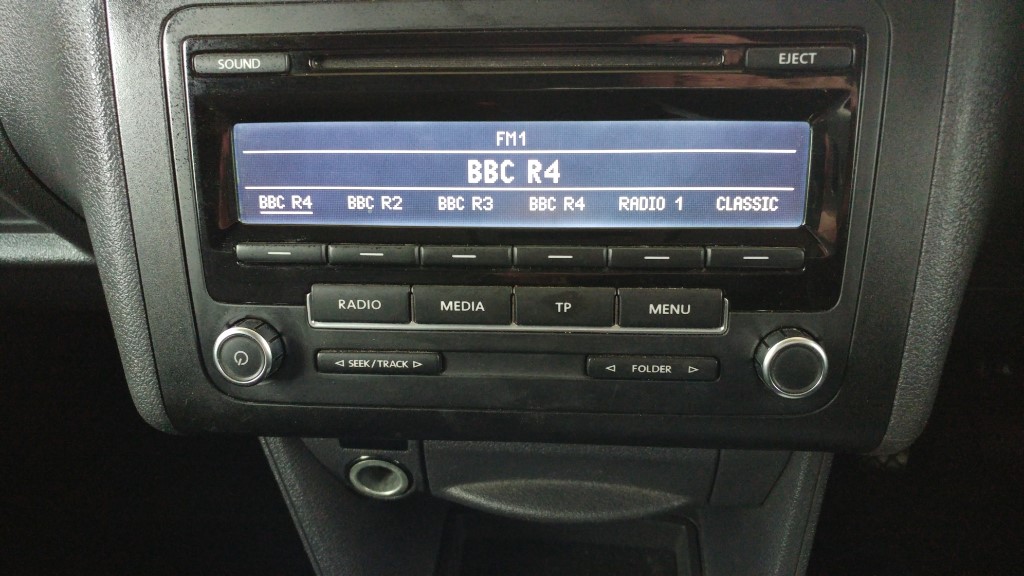 SOUND EJECT
FM1
BBC R4
BBC R4 BBC R2 BBC R3 BBC R4 RADIO 1 CLASSIC
RADIO MEDIA TP MENU
◁ SEEK/TRACK ▷ ◁ FOLDER ▷